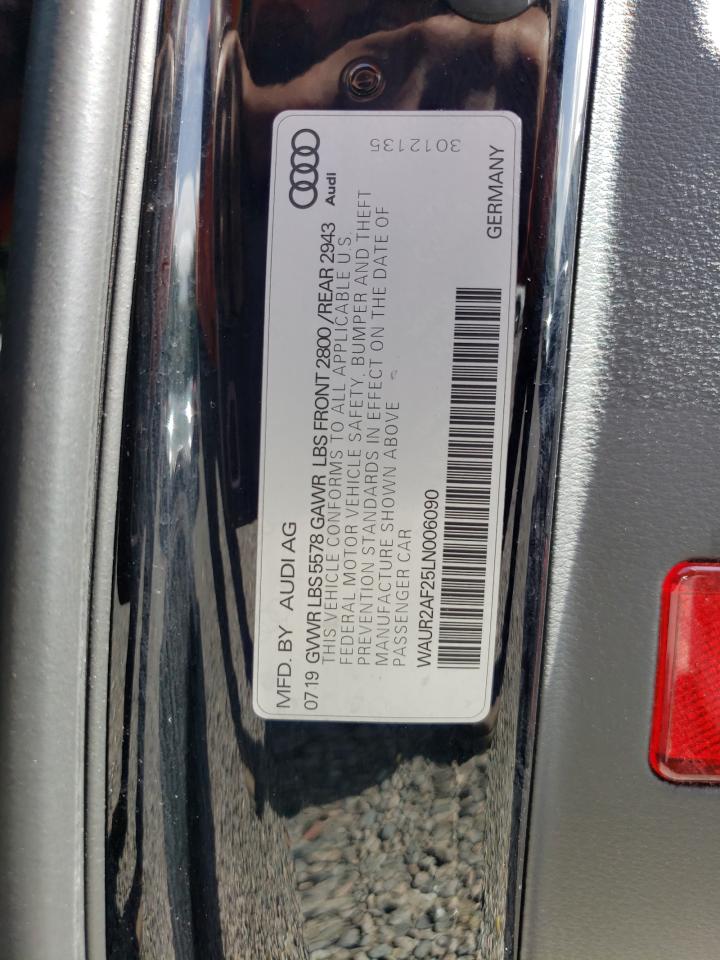 MFD. BY AUDI AG
Audi
0719 GVWR LBS 5578 GAWR LBS FRONT 2800 /REAR 2943
THIS VEHICLE CONFORMS TO ALL APPLICABLE U.S.
FEDERAL MOTOR VEHICLE SAFETY, BUMPER AND THEFT
PREVENTION STANDARDS IN EFFECT ON THE DATE OF
MANUFACTURE SHOWN ABOVE
PASSENGER CAR
WAUR2AF25LN006090
GERMANY
3012135